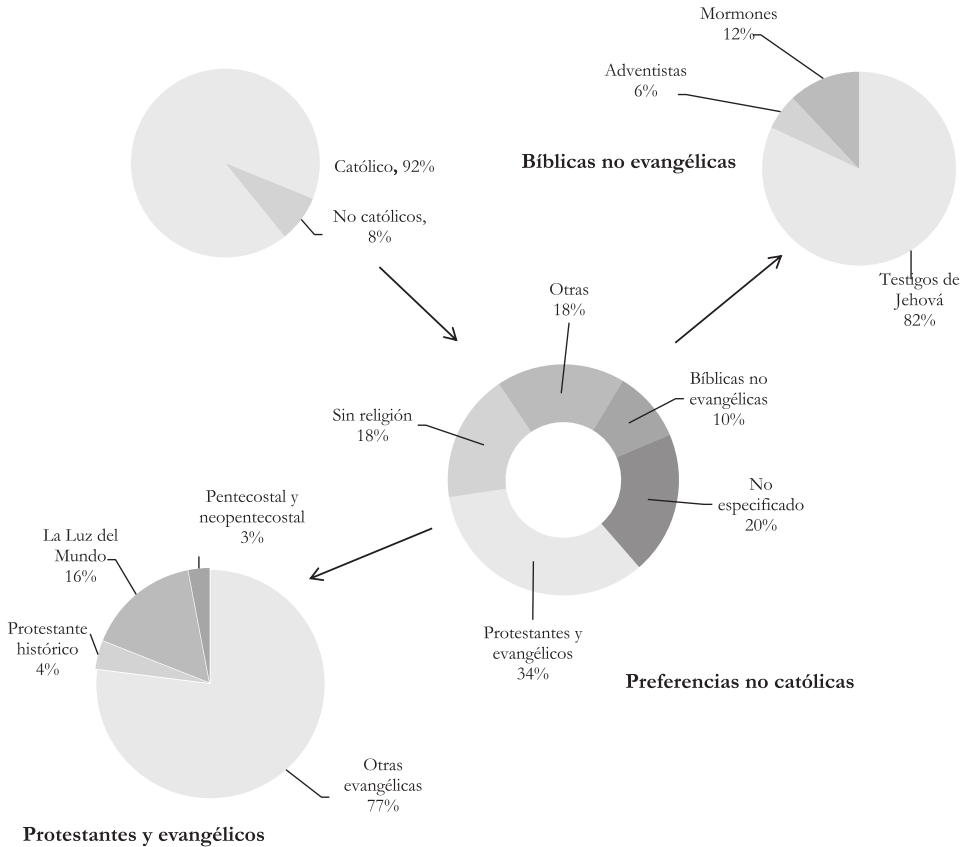 Mormones
12%
Adventistas
6%
Bíblicas no evangélicas
Testigos de
Jehová
82%
Católico, 92%
No católicos,
8%
Otras
18%
Bíblicas no
evangélicas
10%
Sin religión
18%
No
especificado
20%
Protestantes y
evangélicos
34%
Preferencias no católicas
Pentecostal y
neopentecostal
3%
La Luz del
Mundo
16%
Protestante
histórico
4%
Otras
evangélicas
77%
Protestantes y evangélicos